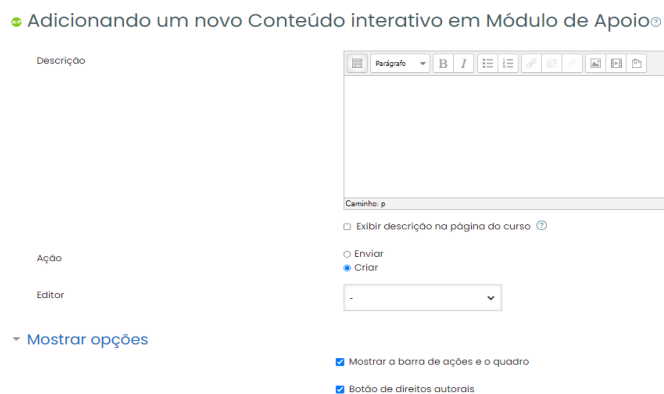 Adicionando um novo Conteúdo interativo em Módulo de Apoio
Descrição
Parágrafo
B I
Caminho: p
Exibir descrição na página do curso
Ação
Enviar
Criar
Editor
-
Mostrar opções
Mostrar a barra de ações e o quadro
Botão de direitos autorais